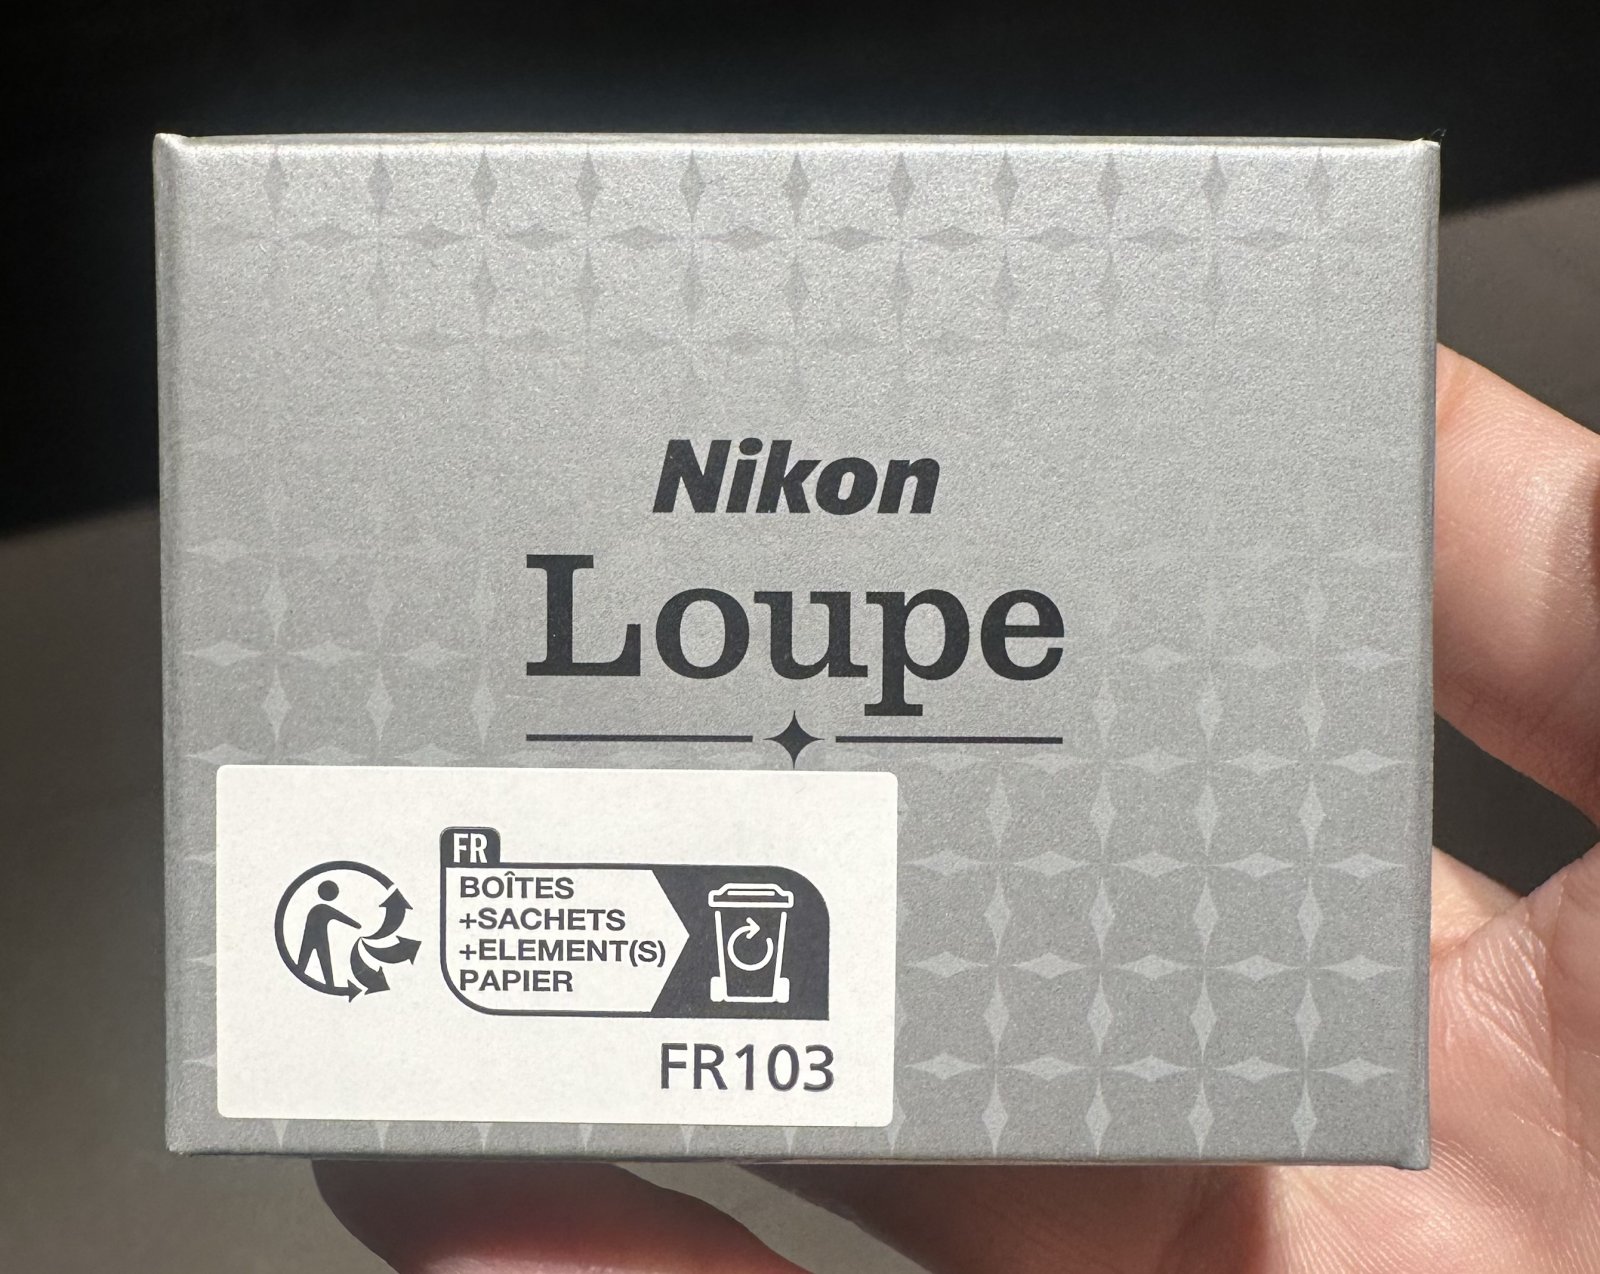 Nikon
Loupe
FR
BOÎTES
+SACHETS
+ELEMENT(S)
PAPIER
FR103